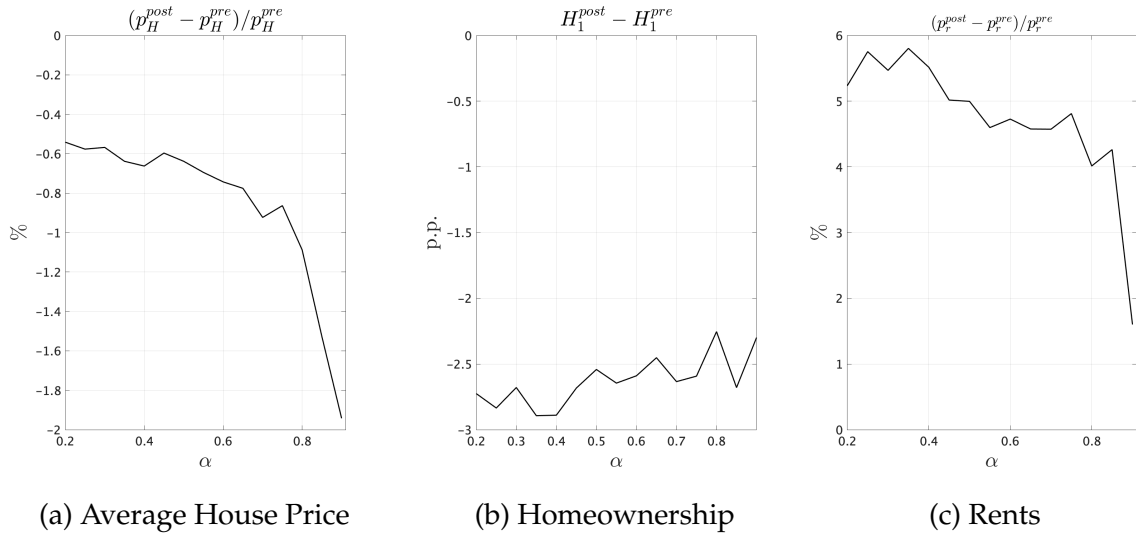 (p_H^{post} − p_H^{pre})/p_H^{pre}
0
−0.2
−0.4
−0.6
−0.8
−1
−1.2
−1.4
−1.6
−1.8
−2
%
0.2 0.4 0.6 0.8
α
(a) Average House Price
H_1^{post} − H_1^{pre}
0
−0.5
−1
−1.5
−2
−2.5
−3
p.p.
0.2 0.3 0.4 0.5 0.6 0.7 0.8
α
(b) Homeownership
(p_r^{post} − p_r^{pre})/p_r^{pre}
6
5
4
3
2
1
0
%
0.2 0.4 0.6 0.8
α
(c) Rents